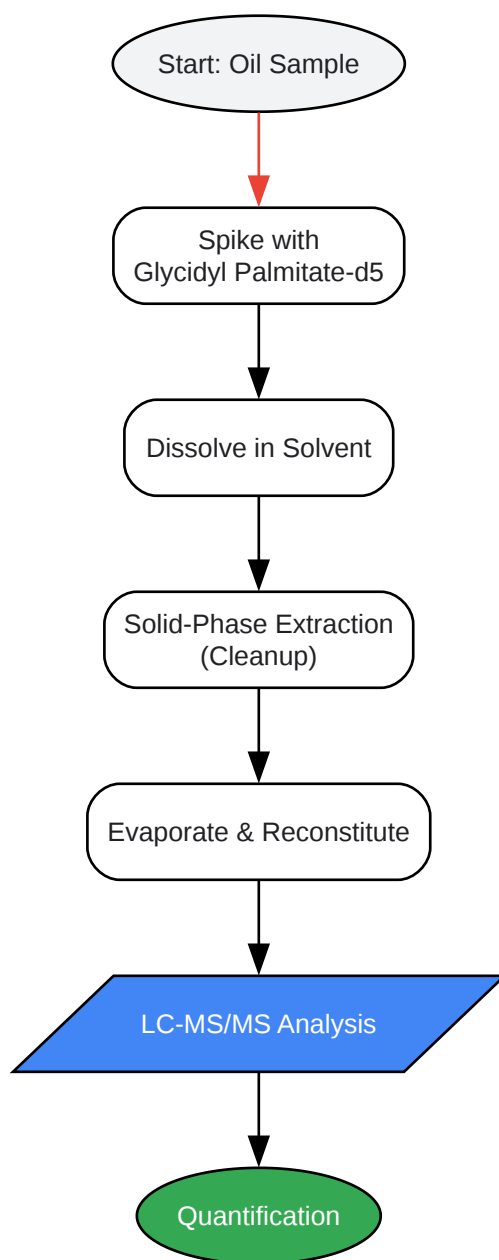 Start: Oil Sample
Spike with
Glycidyl Palmitate-d5
Dissolve in Solvent
Solid-Phase Extraction
(Cleanup)
Evaporate & Reconstitute
LC-MS/MS Analysis
Quantification